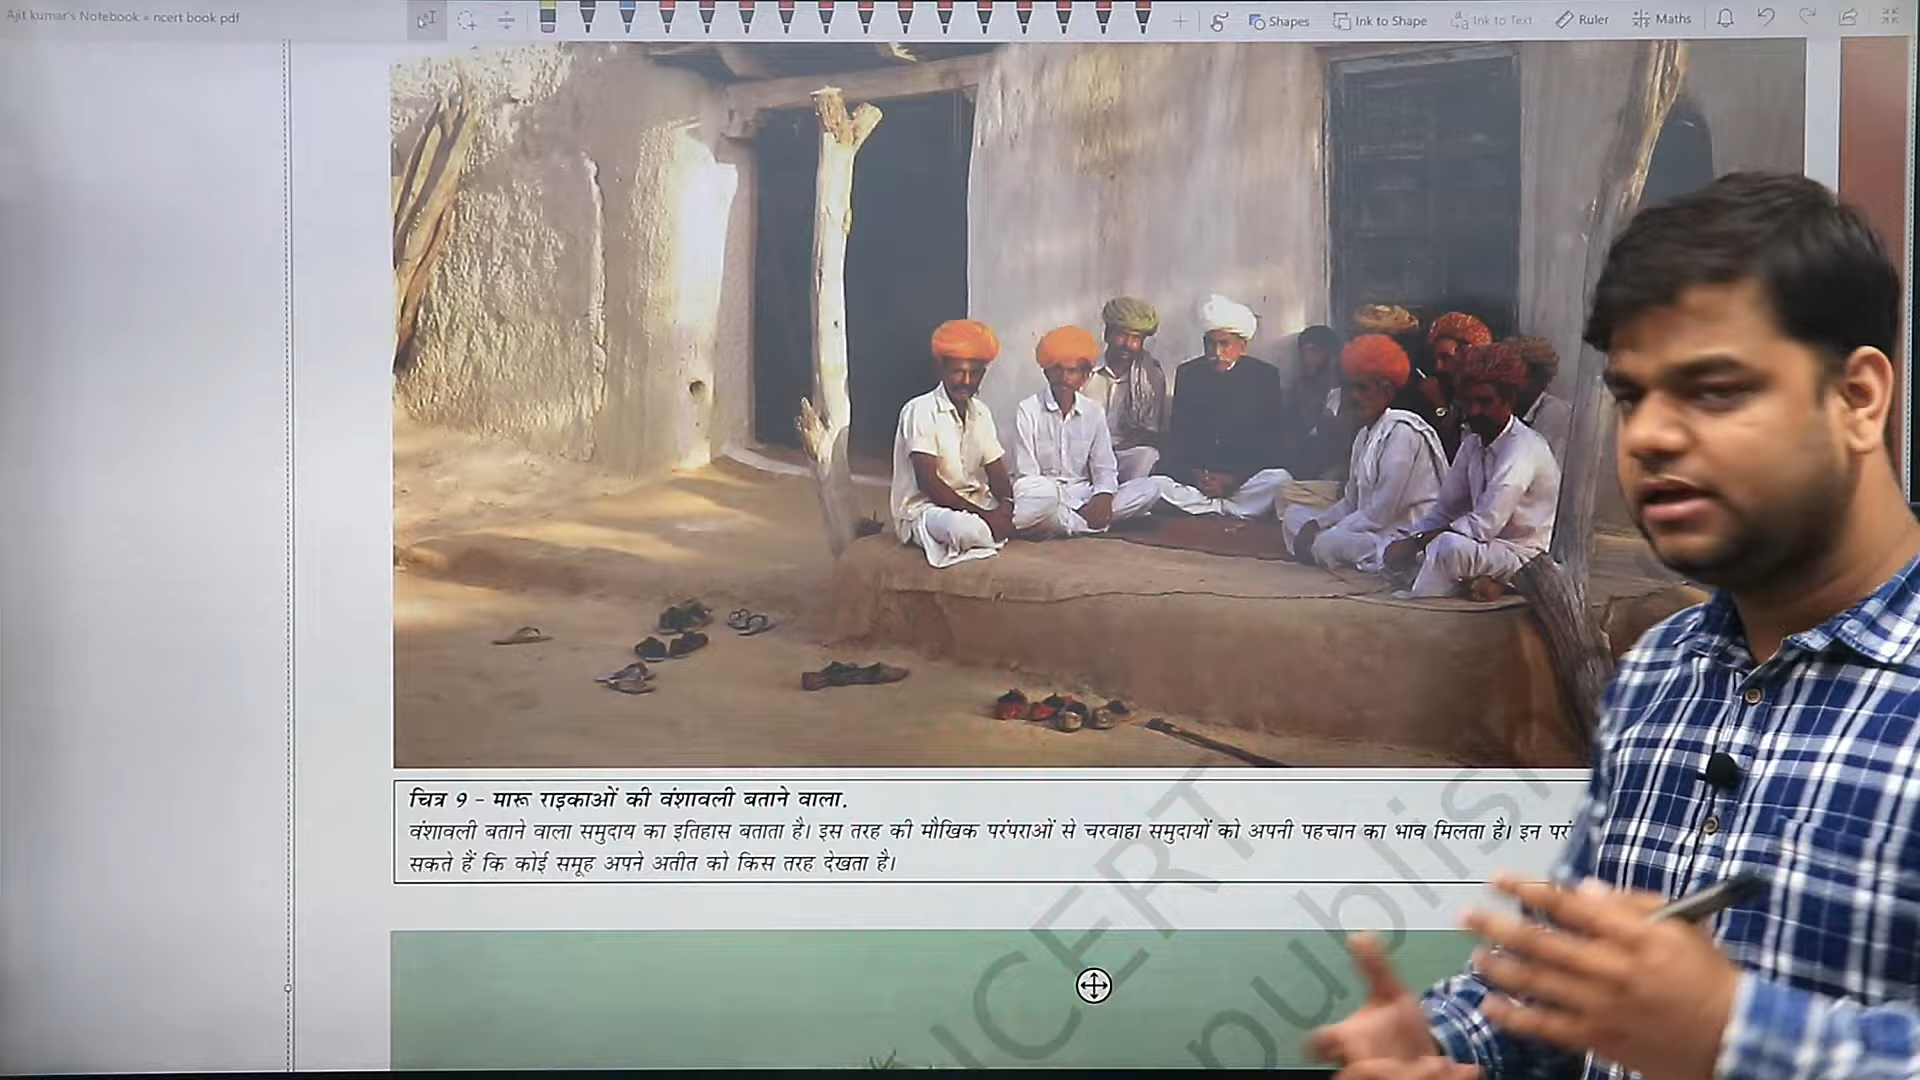 Ajit kumar's Notebook » ncert book pdf
Shapes
Ink to Shape
Ink to Text
Ruler
Maths
चित्र 9 - मारू राइकाओं की वंशावली बताने वाला.
वंशावली बताने वाला समुदाय का इतिहास बताता है। इस तरह की मौखिक परंपराओं से चरवाहा समुदायों को अपनी पहचान का भाव मिलता है। इन
सकते हैं कि कोई समूह अपने अतीत को किस तरह देखता है।
NCERT
publis